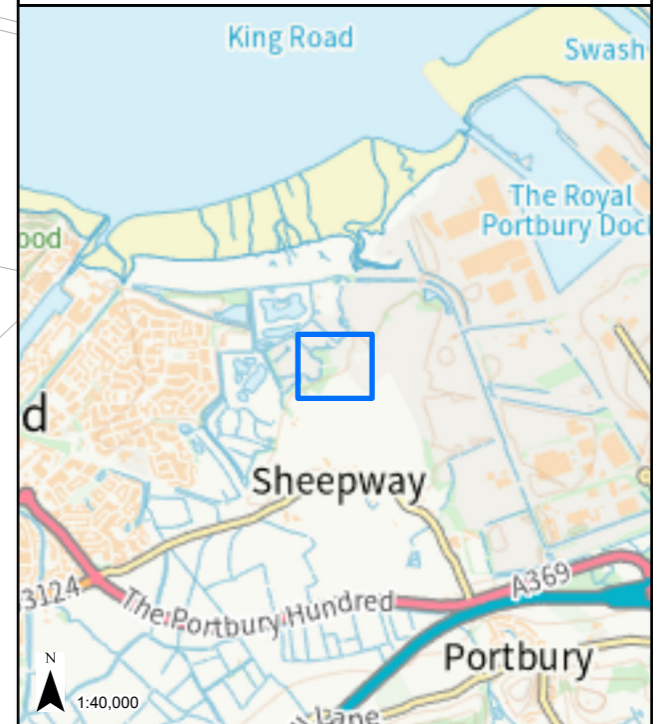 King Road
Swash
The Royal
Portbury Doc
ood
d
Sheepway
3124
The Portbury Hundred
A369
Portbury
Lane
N
1:40,000